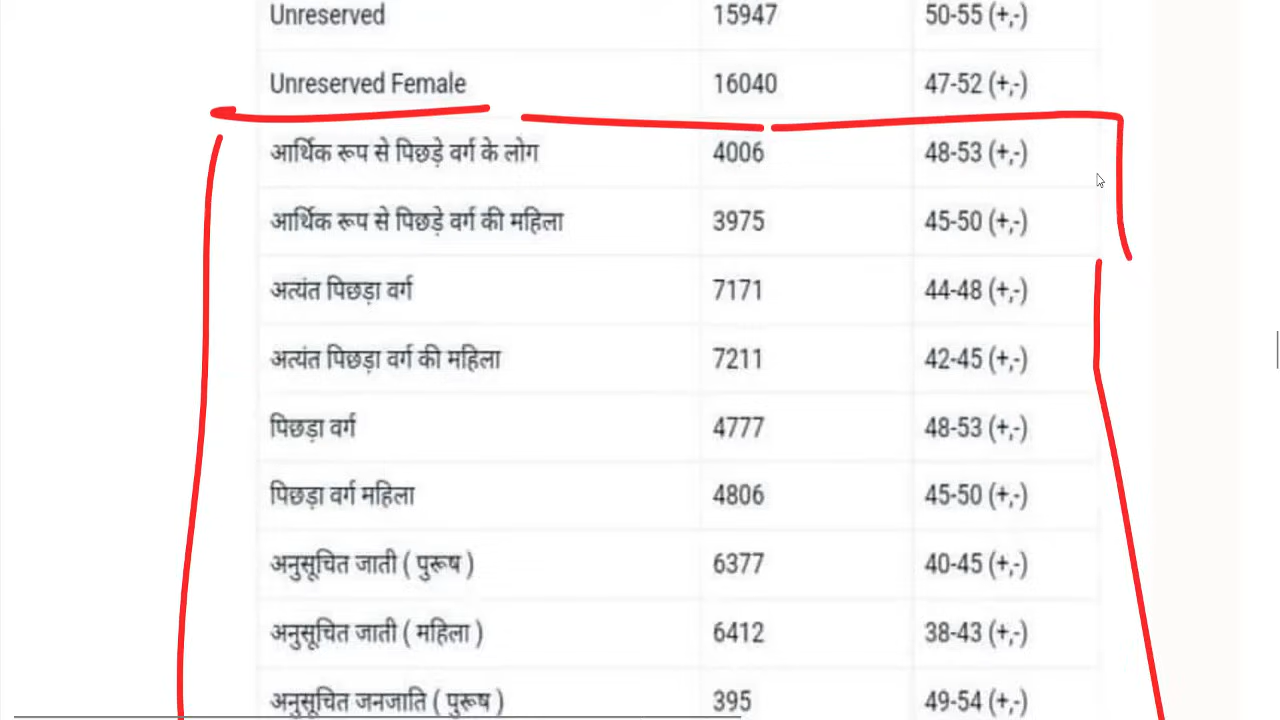 Unreserved 15947 50-55 (+,-)
Unreserved Female 16040 47-52 (+,-)
आर्थिक रूप से पिछड़े वर्ग के लोग 4006 48-53 (+,-)
आर्थिक रूप से पिछड़े वर्ग की महिला 3975 45-50 (+,-)
अत्यंत पिछड़ा वर्ग 7171 44-48 (+,-)
अत्यंत पिछड़ा वर्ग की महिला 7211 42-45 (+,-)
पिछड़ा वर्ग 4777 48-53 (+,-)
पिछड़ा वर्ग महिला 4806 45-50 (+,-)
अनुसूचित जाती ( पुरूष ) 6377 40-45 (+,-)
अनुसूचित जाती ( महिला ) 6412 38-43 (+,-)
अनुसूचित जनजाति ( पुरूष ) 395 49-54 (+,-)